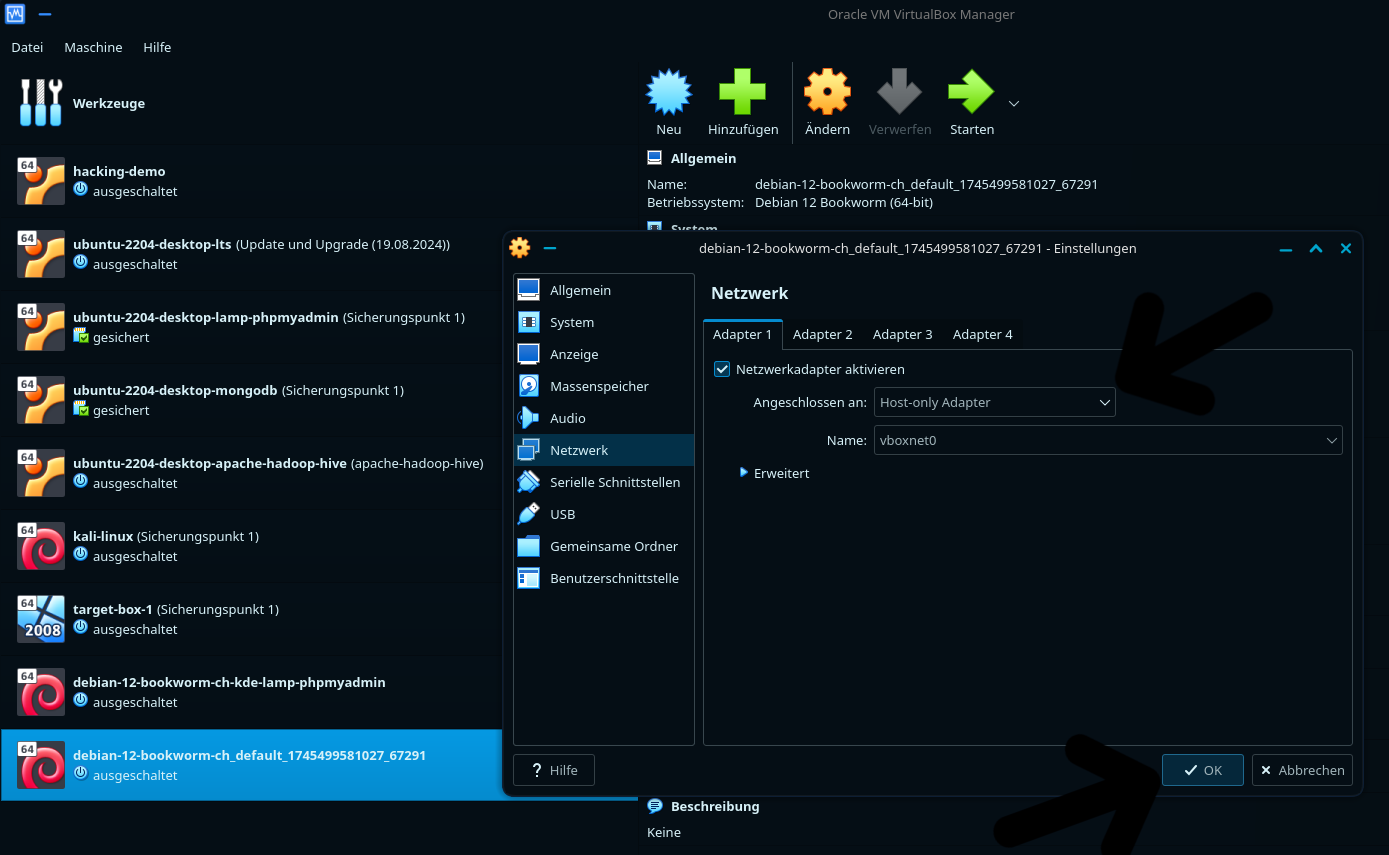 Oracle VM VirtualBox Manager
Datei Maschine Hilfe
Werkzeuge
64
hacking-demo
ausgeschaltet
64
ubuntu-2204-desktop-lts (Update und Upgrade (19.08.2024))
ausgeschaltet
64
ubuntu-2204-desktop-lamp-phpmyadmin (Sicherungspunkt 1)
gesichert
64
ubuntu-2204-desktop-mongodb (Sicherungspunkt 1)
gesichert
64
ubuntu-2204-desktop-apache-hadoop-hive (apache-hadoop-hive)
ausgeschaltet
64
kali-linux (Sicherungspunkt 1)
ausgeschaltet
64
2008
target-box-1 (Sicherungspunkt 1)
ausgeschaltet
64
debian-12-bookworm-ch-kde-lamp-phpmyadmin
ausgeschaltet
64
debian-12-bookworm-ch_default_1745499581027_67291
ausgeschaltet
Neu Hinzufügen Ändern Verwerfen Starten
Allgemein
Name: debian-12-bookworm-ch_default_1745499581027_67291
Betriebssystem: Debian 12 Bookworm (64-bit)
System
debian-12-bookworm-ch_default_1745499581027_67291 - Einstellungen
Allgemein
System
Anzeige
Massenspeicher
Audio
Netzwerk
Serielle Schnittstellen
USB
Gemeinsame Ordner
Benutzerschnittstelle
Netzwerk
Adapter 1 Adapter 2 Adapter 3 Adapter 4
Netzwerkadapter aktivieren
Angeschlossen an: Host-only Adapter
Name: vboxnet0
Erweitert
? Hilfe
OK Abbrechen
Beschreibung
Keine